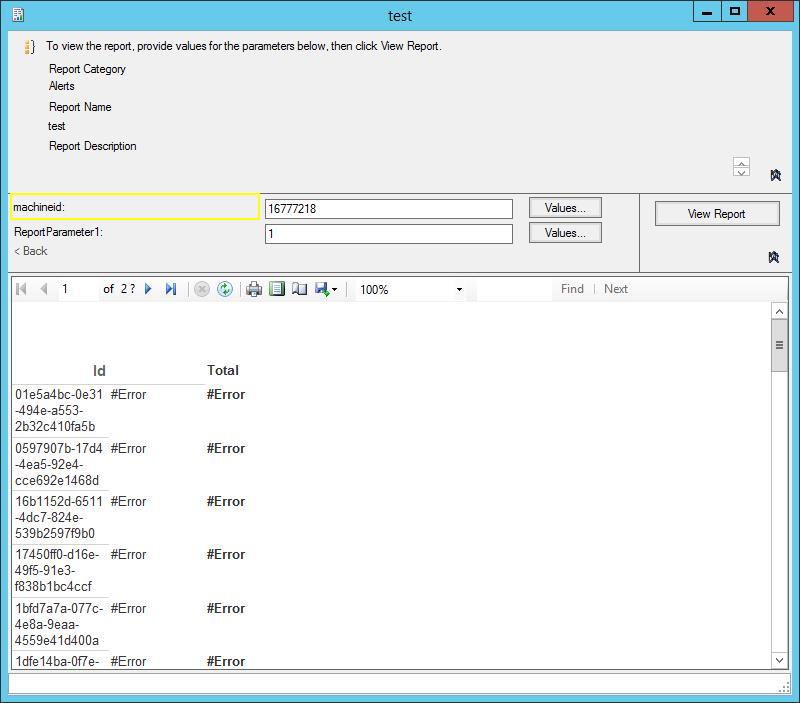 test
To view the report, provide values for the parameters below, then click View Report.
Report Category
Alerts
Report Name
test
Report Description
machineid:
16777218
Values...
View Report
ReportParameter1:
1
Values...
< Back
1 of 2 ? 100% Find | Next
Id Total
01e5a4bc-0e31 #Error #Error
-494e-a553-
2b32c410fa5b
0597907b-17d4 #Error #Error
-4ea5-92e4-
cce692e1468d
16b1152d-6511 #Error #Error
-4dc7-824e-
539b2597f9b0
17450ff0-d16e- #Error #Error
49f5-91e3-
f838b1bc4ccf
1bfd7a7a-077c- #Error #Error
4e8a-9eaa-
4559e41d400a
1dfe14ba-0f7e- #Error #Error